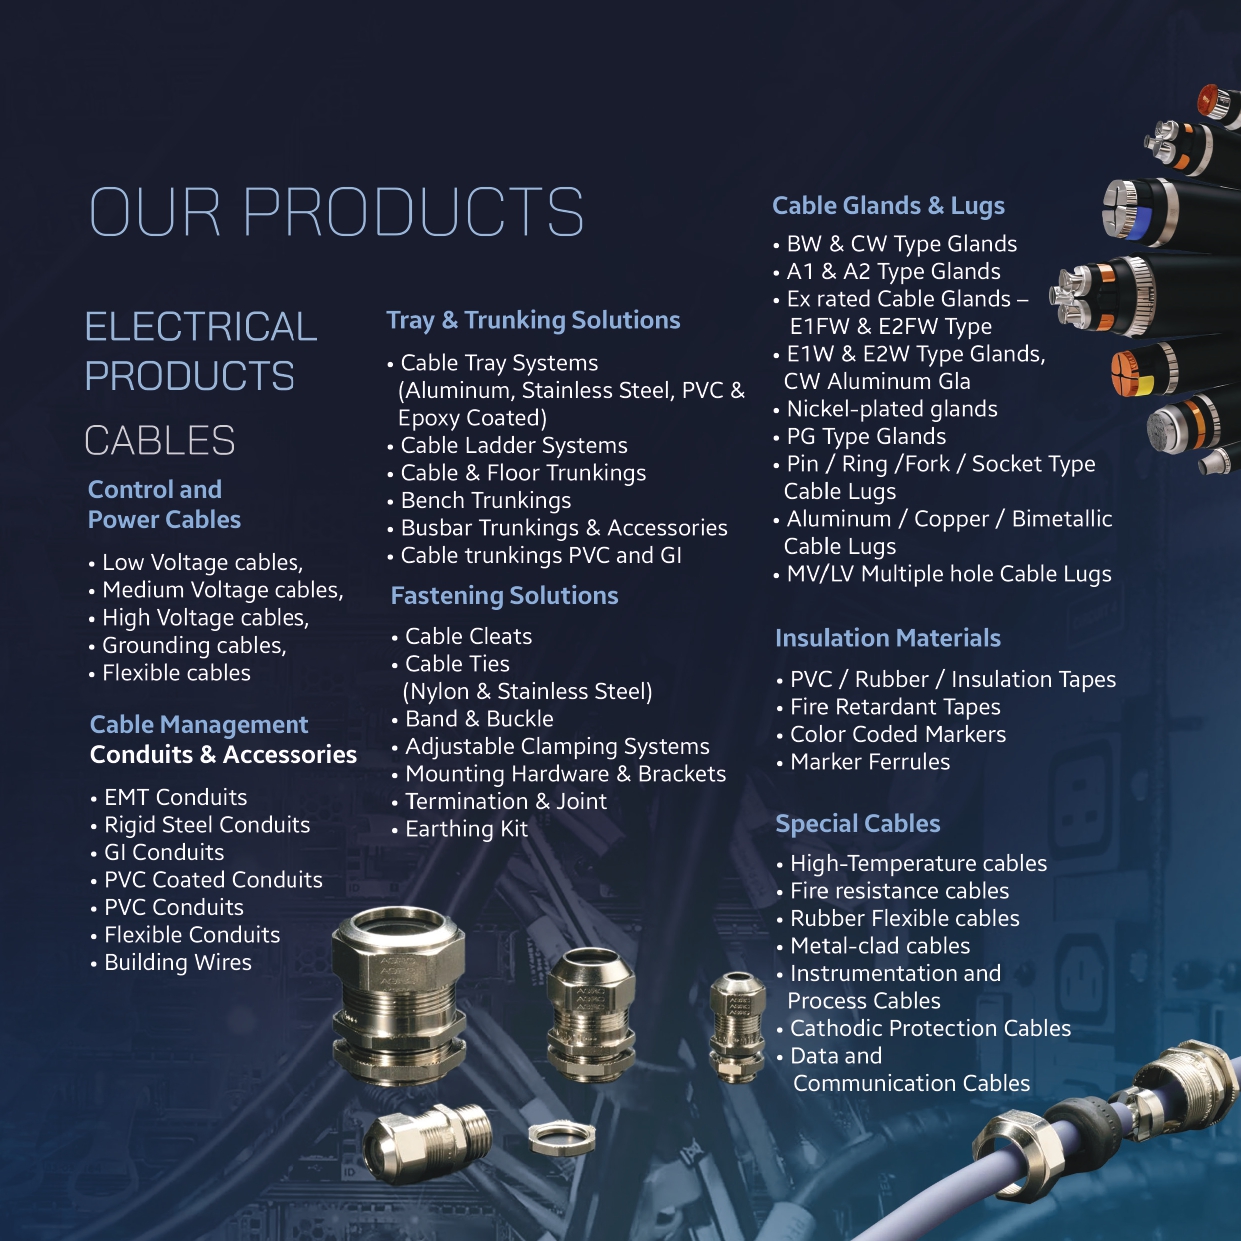 OUR PRODUCTS
ELECTRICAL
PRODUCTS
CABLES
Control and
Power Cables
• Low Voltage cables,
• Medium Voltage cables,
• High Voltage cables,
• Grounding cables,
• Flexible cables
Cable Management
Conduits & Accessories
• EMT Conduits
• Rigid Steel Conduits
• GI Conduits
• PVC Coated Conduits
• PVC Conduits
• Flexible Conduits
• Building Wires
Tray & Trunking Solutions
• Cable Tray Systems
(Aluminum, Stainless Steel, PVC &
Epoxy Coated)
• Cable Ladder Systems
• Cable & Floor Trunkings
• Bench Trunkings
• Busbar Trunkings & Accessories
• Cable trunkings PVC and GI
Fastening Solutions
• Cable Cleats
• Cable Ties
(Nylon & Stainless Steel)
• Band & Buckle
• Adjustable Clamping Systems
• Mounting Hardware & Brackets
• Termination & Joint
• Earthing Kit
Cable Glands & Lugs
• BW & CW Type Glands
• A1 & A2 Type Glands
• Ex rated Cable Glands –
E1FW & E2FW Type
• E1W & E2W Type Glands,
CW Aluminum Gla
• Nickel-plated glands
• PG Type Glands
• Pin / Ring /Fork / Socket Type
Cable Lugs
• Aluminum / Copper / Bimetallic
Cable Lugs
• MV/LV Multiple hole Cable Lugs
Insulation Materials
• PVC / Rubber / Insulation Tapes
• Fire Retardant Tapes
• Color Coded Markers
• Marker Ferrules
Special Cables
• High-Temperature cables
• Fire resistance cables
• Rubber Flexible cables
• Metal-clad cables
• Instrumentation and
Process Cables
• Cathodic Protection Cables
• Data and
Communication Cables